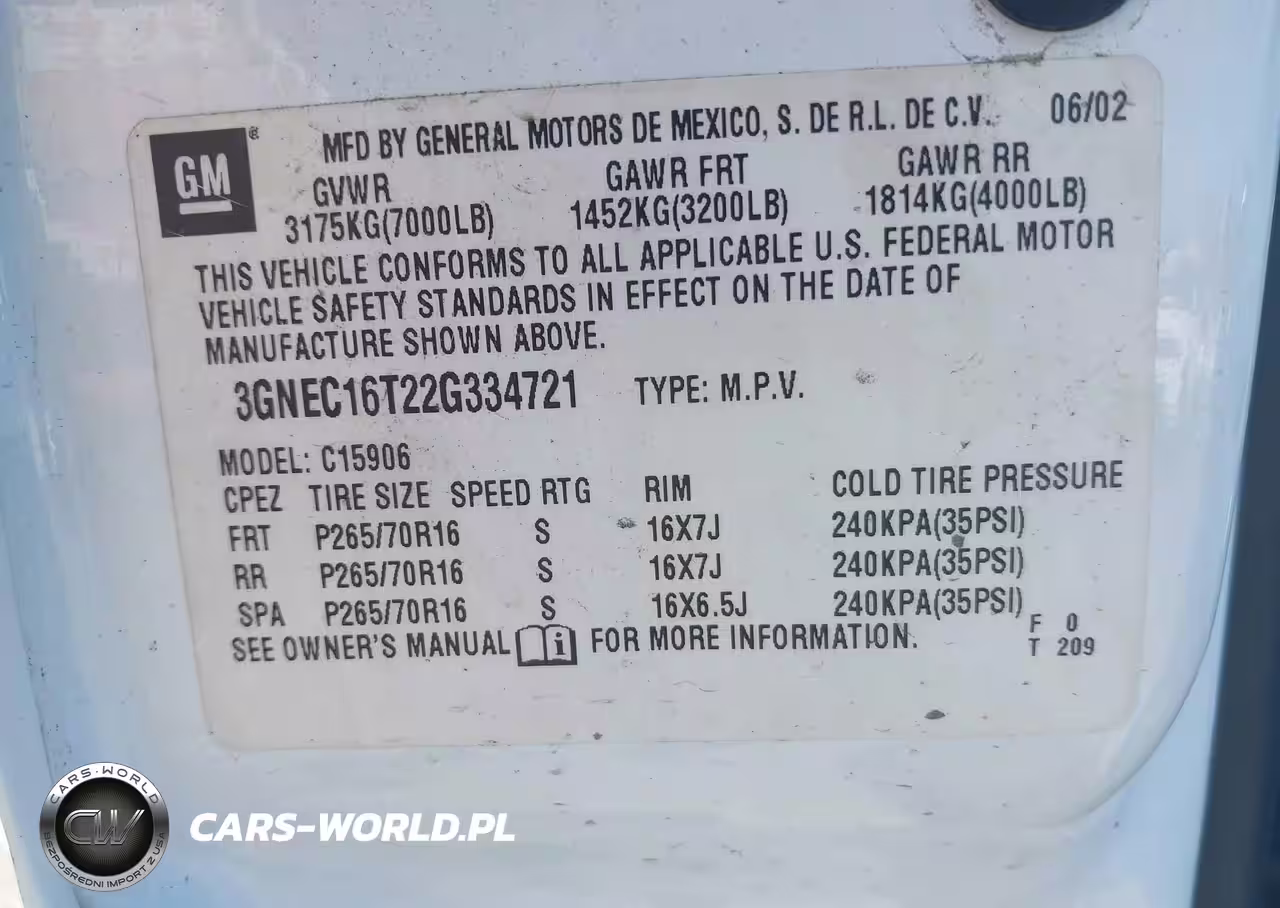 GM ®
MFD BY GENERAL MOTORS DE MEXICO, S. DE R.L. DE C.V. 06/02
GVWR GAWR FRT GAWR RR
3175KG(7000LB) 1452KG(3200LB) 1814KG(4000LB)
THIS VEHICLE CONFORMS TO ALL APPLICABLE U.S. FEDERAL MOTOR
VEHICLE SAFETY STANDARDS IN EFFECT ON THE DATE OF
MANUFACTURE SHOWN ABOVE.
3GNEC16T22G334721 TYPE: M.P.V.
MODEL: C15906
CPEZ TIRE SIZE SPEED RTG RIM COLD TIRE PRESSURE
FRT P265/70R16 S 16X7J 240KPA(35PSI)
RR P265/70R16 S 16X7J 240KPA(35PSI)
SPA P265/70R16 S 16X6.5J 240KPA(35PSI)
SEE OWNER'S MANUAL i FOR MORE INFORMATION.
F 0
T 209
CARS-WORLD
CW
BEZPOŚREDNI IMPORT Z USA
CARS-WORLD.PL